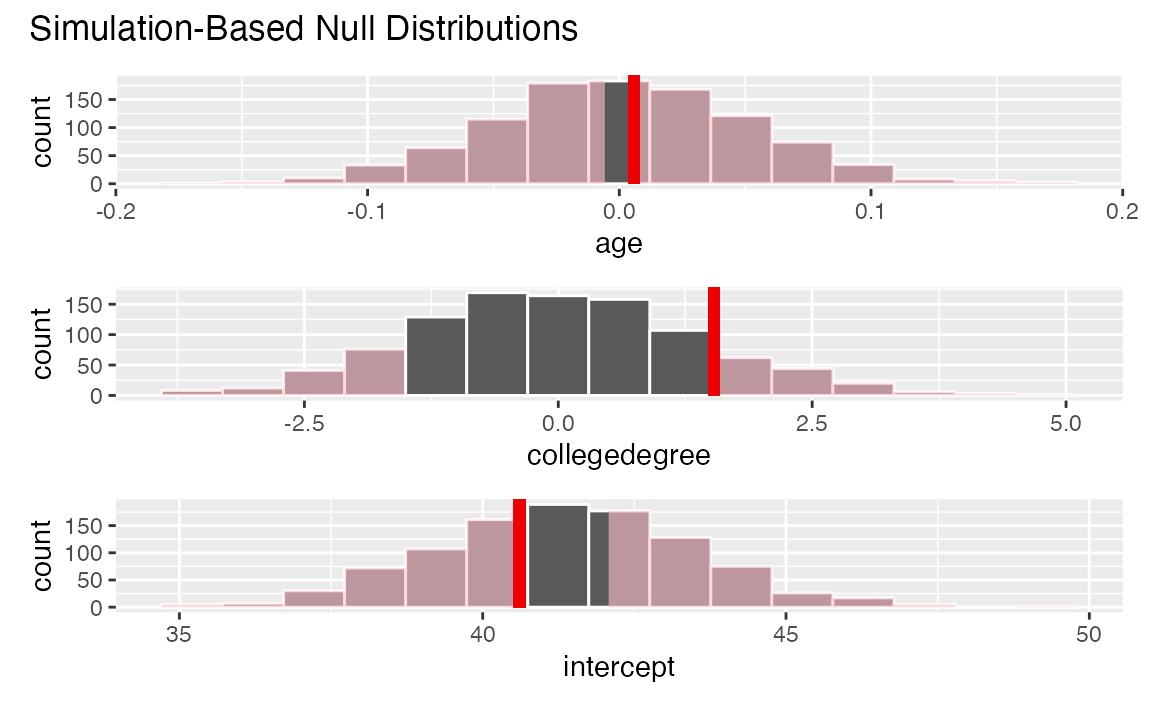 Simulation-Based Null Distributions
count
150
100
50
0
-0.2 -0.1 0.0 0.1 0.2
age
count
150
100
50
0
-2.5 0.0 2.5 5.0
collegedegree
count
150
100
50
0
35 40 45 50
intercept